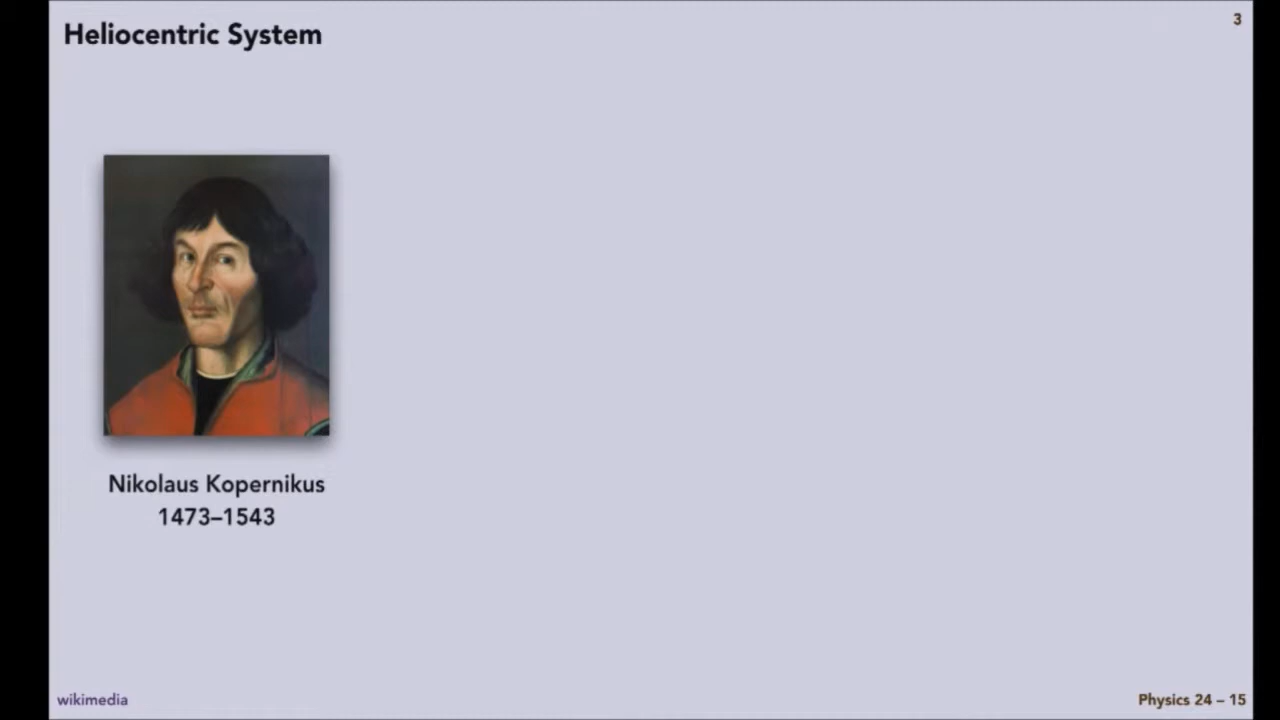 Heliocentric System
3
Nikolaus Kopernikus
1473–1543
wikimedia
Physics 24 – 15